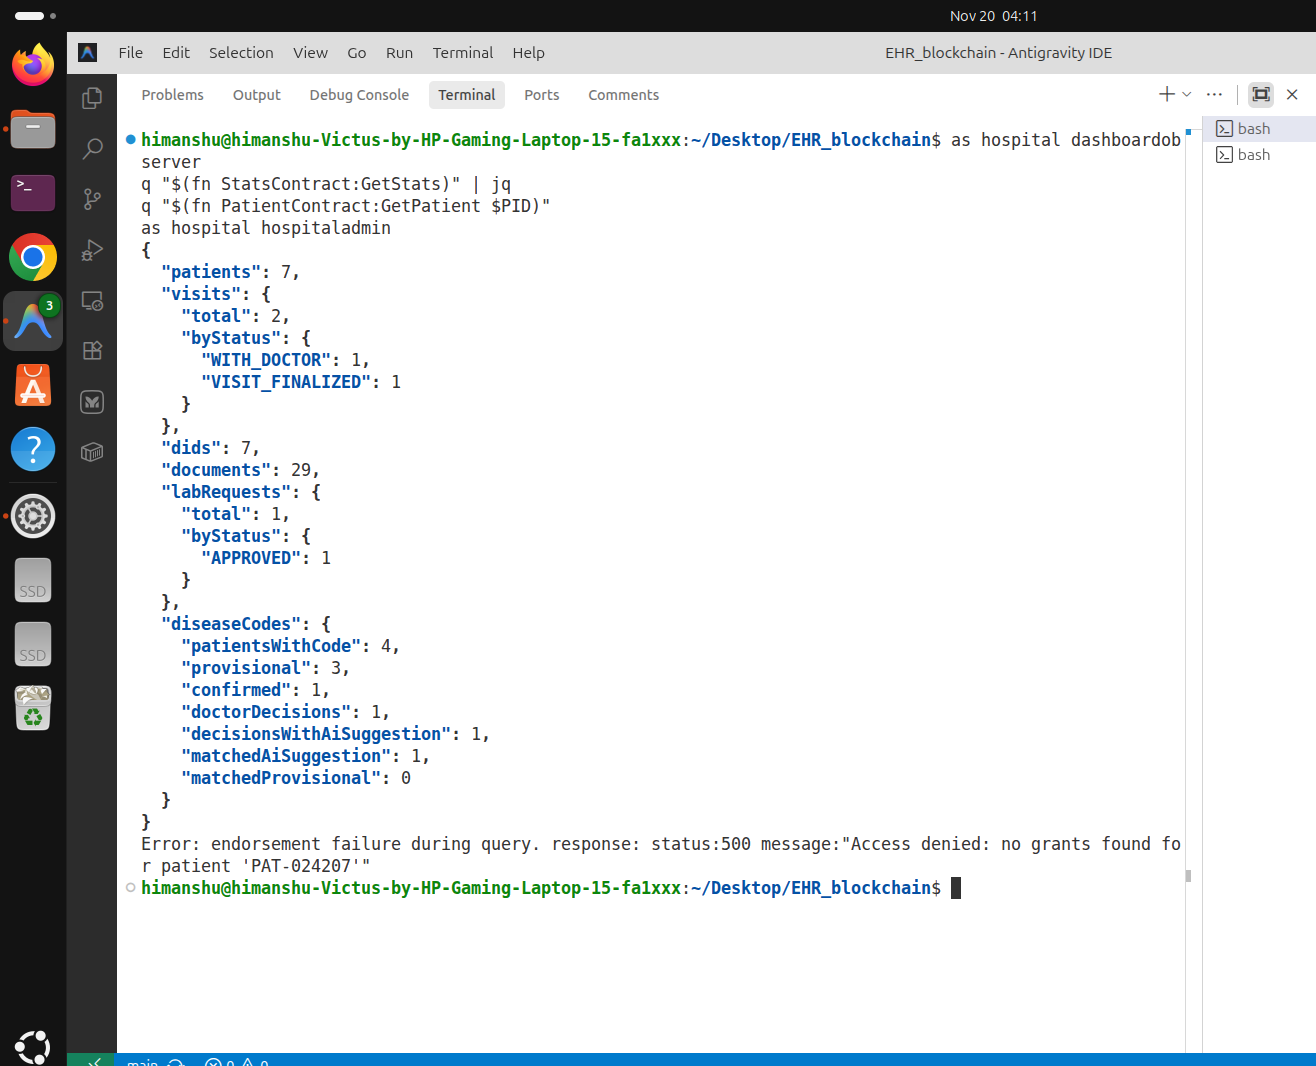 Nov 20 04:11
File Edit Selection View Go Run Terminal Help EHR_blockchain - Antigravity IDE
Problems Output Debug Console Terminal Ports Comments
himanshu@himanshu-Victus-by-HP-Gaming-Laptop-15-fa1xxx:~/Desktop/EHR_blockchain$ as hospital dashboardob
server
q "$(fn StatsContract:GetStats)" | jq
q "$(fn PatientContract:GetPatient $PID)"
as hospital hospitaladmin
{
  "patients": 7,
  "visits": {
    "total": 2,
    "byStatus": {
      "WITH_DOCTOR": 1,
      "VISIT_FINALIZED": 1
    }
  },
  "dids": 7,
  "documents": 29,
  "labRequests": {
    "total": 1,
    "byStatus": {
      "APPROVED": 1
    }
  },
  "diseaseCodes": {
    "patientsWithCode": 4,
    "provisional": 3,
    "confirmed": 1,
    "doctorDecisions": 1,
    "decisionsWithAiSuggestion": 1,
    "matchedAiSuggestion": 1,
    "matchedProvisional": 0
  }
}
Error: endorsement failure during query. response: status:500 message:"Access denied: no grants found fo
r patient 'PAT-024207'"
himanshu@himanshu-Victus-by-HP-Gaming-Laptop-15-fa1xxx:~/Desktop/EHR_blockchain$
bash
bash
3
>_
SSD
SSD
main 0 0